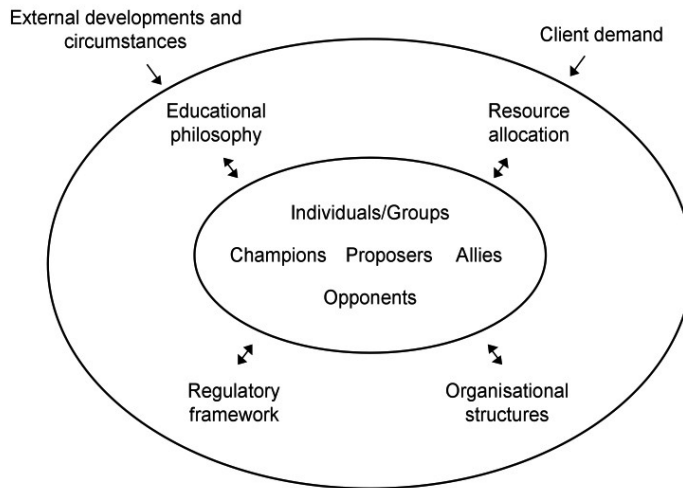 External developments and
circumstances
Client demand
Educational
philosophy
Resource
allocation
Individuals/Groups
Champions Proposers Allies
Opponents
Regulatory
framework
Organisational
structures